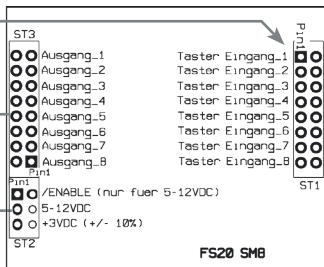 ST3
Pin1
Ausgang_1
Ausgang_2
Ausgang_3
Ausgang_4
Ausgang_5
Ausgang_6
Ausgang_7
Ausgang_8
Pin1
Taster Eingang_1
Taster Eingang_2
Taster Eingang_3
Taster Eingang_4
Taster Eingang_5
Taster Eingang_6
Taster Eingang_7
Taster Eingang_8
ST1
Pin1
/ENABLE (nur fuer 5-12VDC)
5-12VDC
+3VDC (+/- 10%)
ST2
FS20 SM8